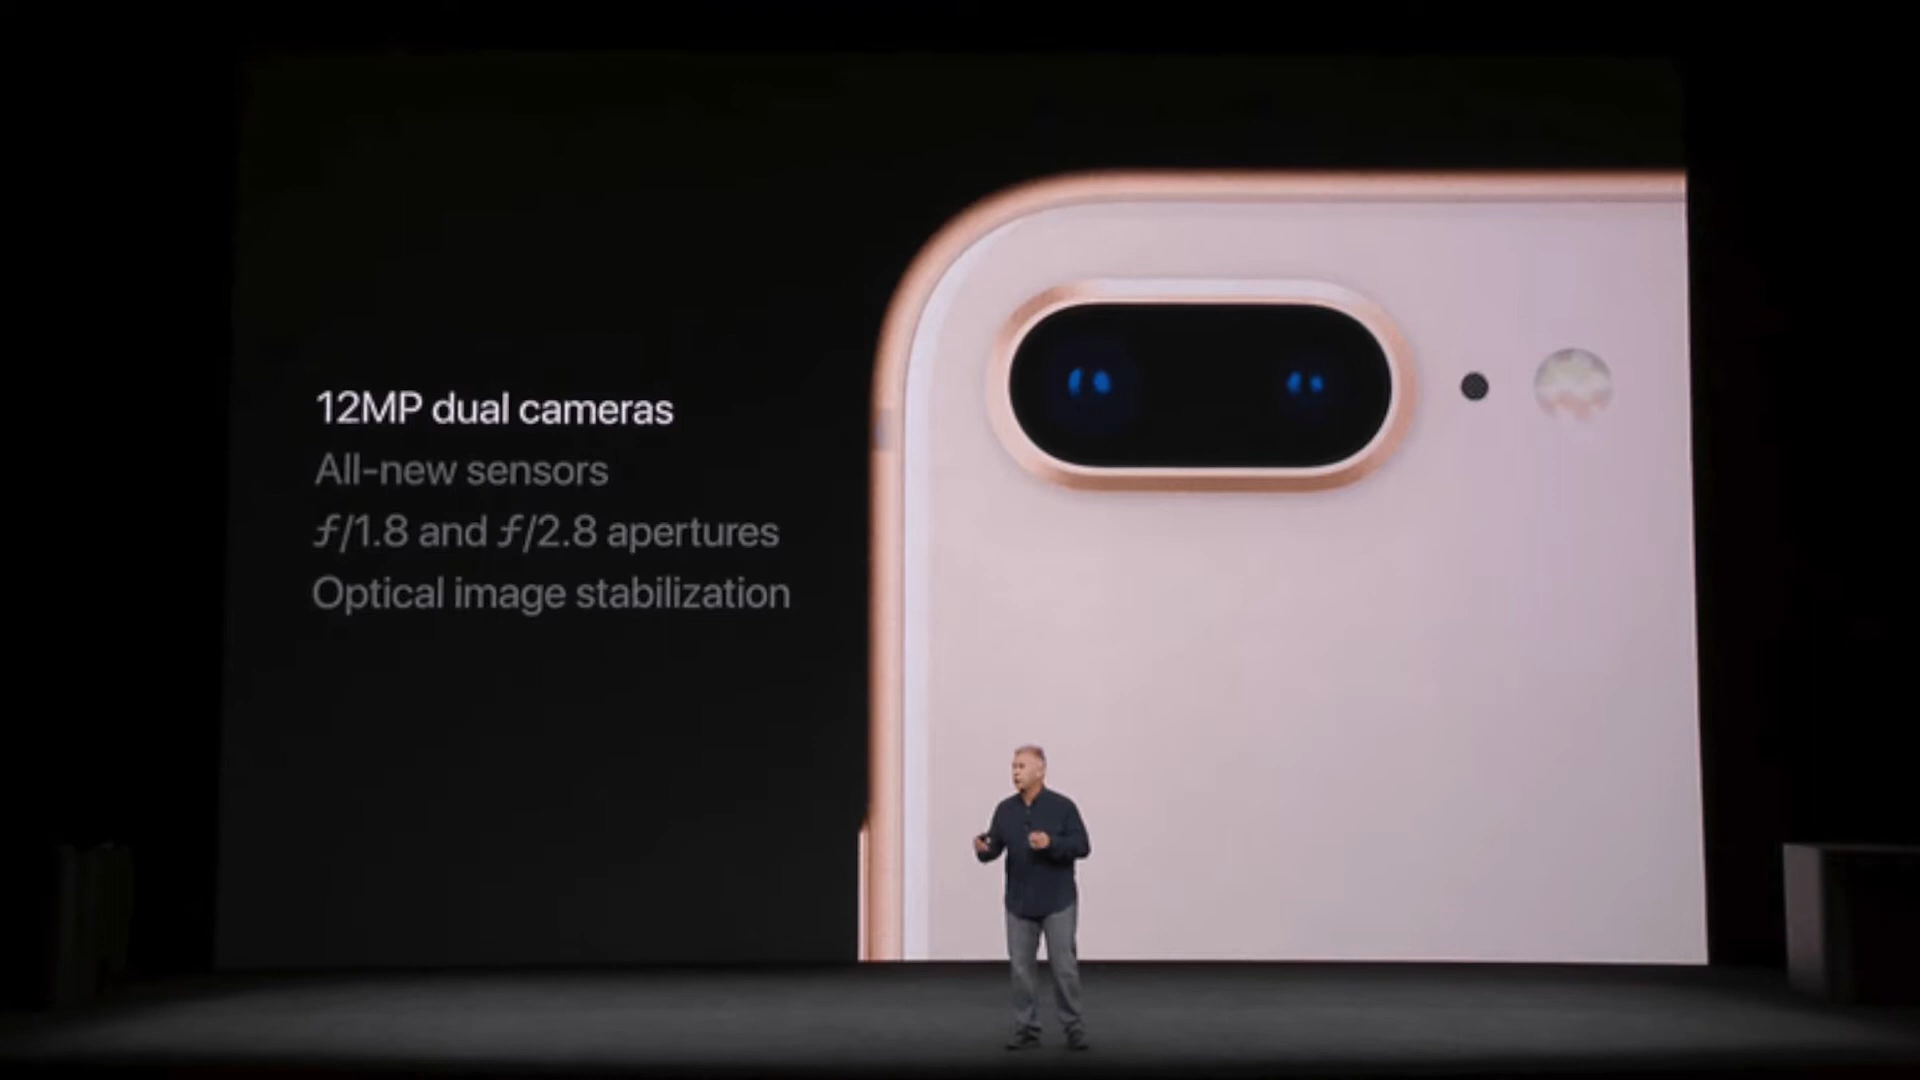 12MP dual cameras
All-new sensors
ƒ/1.8 and ƒ/2.8 apertures
Optical image stabilization